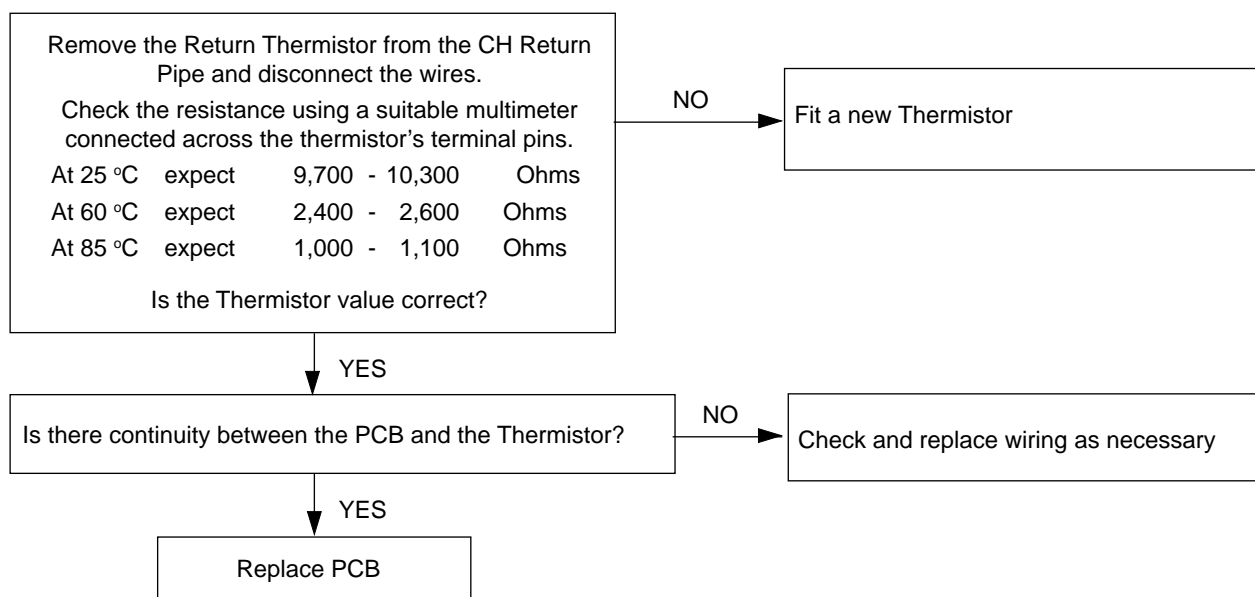 Remove the Return Thermistor from the CH Return
Pipe and disconnect the wires.
Check the resistance using a suitable multimeter
connected across the thermistor's terminal pins.
At 25 °C expect 9,700 - 10,300 Ohms
At 60 °C expect 2,400 - 2,600 Ohms
At 85 °C expect 1,000 - 1,100 Ohms
Is the Thermistor value correct?
NO
Fit a new Thermistor
YES
Is there continuity between the PCB and the Thermistor?
NO
Check and replace wiring as necessary
YES
Replace PCB